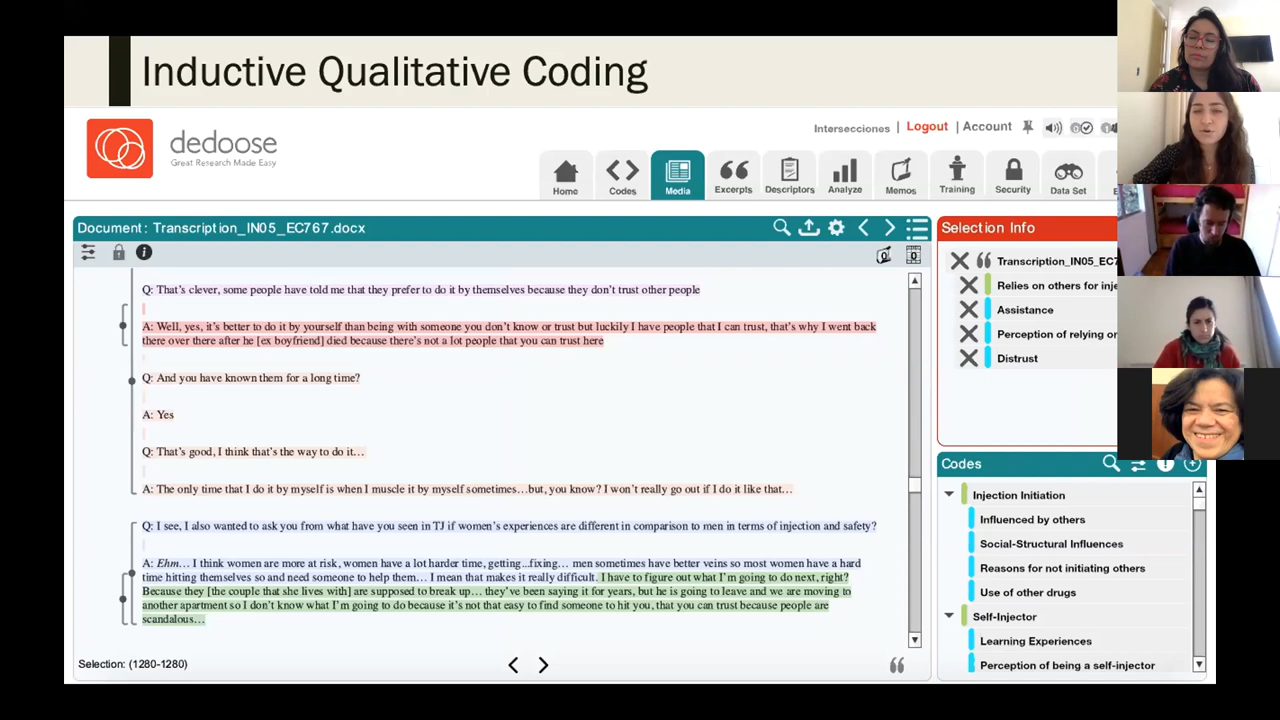 Inductive Qualitative Coding
dedoose
Great Research Made Easy
Intersecciones | Logout | Account
Home
Codes
Media
Excerpts
Descriptors
Analyze
Memos
Training
Security
Data Set
Document: Transcription_IN05_EC767.docx
Q: That's clever, some people have told me that they prefer to do it by themselves because they don't trust other people
A: Well, yes, it's better to do it by yourself than being with someone you don't know or trust but luckily I have people that I can trust, that's why I went back
there over there after he [ex boyfriend] died because there's not a lot people that you can trust here
Q: And you have known them for a long time?
A: Yes
Q: That's good, I think that's the way to do it…
A: The only time that I do it by myself is when I muscle it by myself sometimes…but, you know? I won't really go out if I do it like that…
Q: I see, I also wanted to ask you from what have you seen in TJ if women's experiences are different in comparison to men in terms of injection and safety?
A: Ehm… I think women are more at risk, women have a lot harder time, getting...fixing… men sometimes have better veins so most women have a hard
time hitting themselves so and need someone to help them… I mean that makes it really difficult. I have to figure out what I'm going to do next, right?
Because they [the couple that she lives with] are supposed to break up… they've been saying it for years, but he is going to leave and we are moving to
another apartment so I don't know what I'm going to do because it's not that easy to find someone to hit you, that you can trust because people are
scandalous…
Selection: (1280-1280)
Selection Info
Transcription_IN05_EC7
Relies on others for inje
Assistance
Perception of relying or
Distrust
Codes
Injection Initiation
Influenced by others
Social-Structural Influences
Reasons for not initiating others
Use of other drugs
Self-Injector
Learning Experiences
Perception of being a self-injector